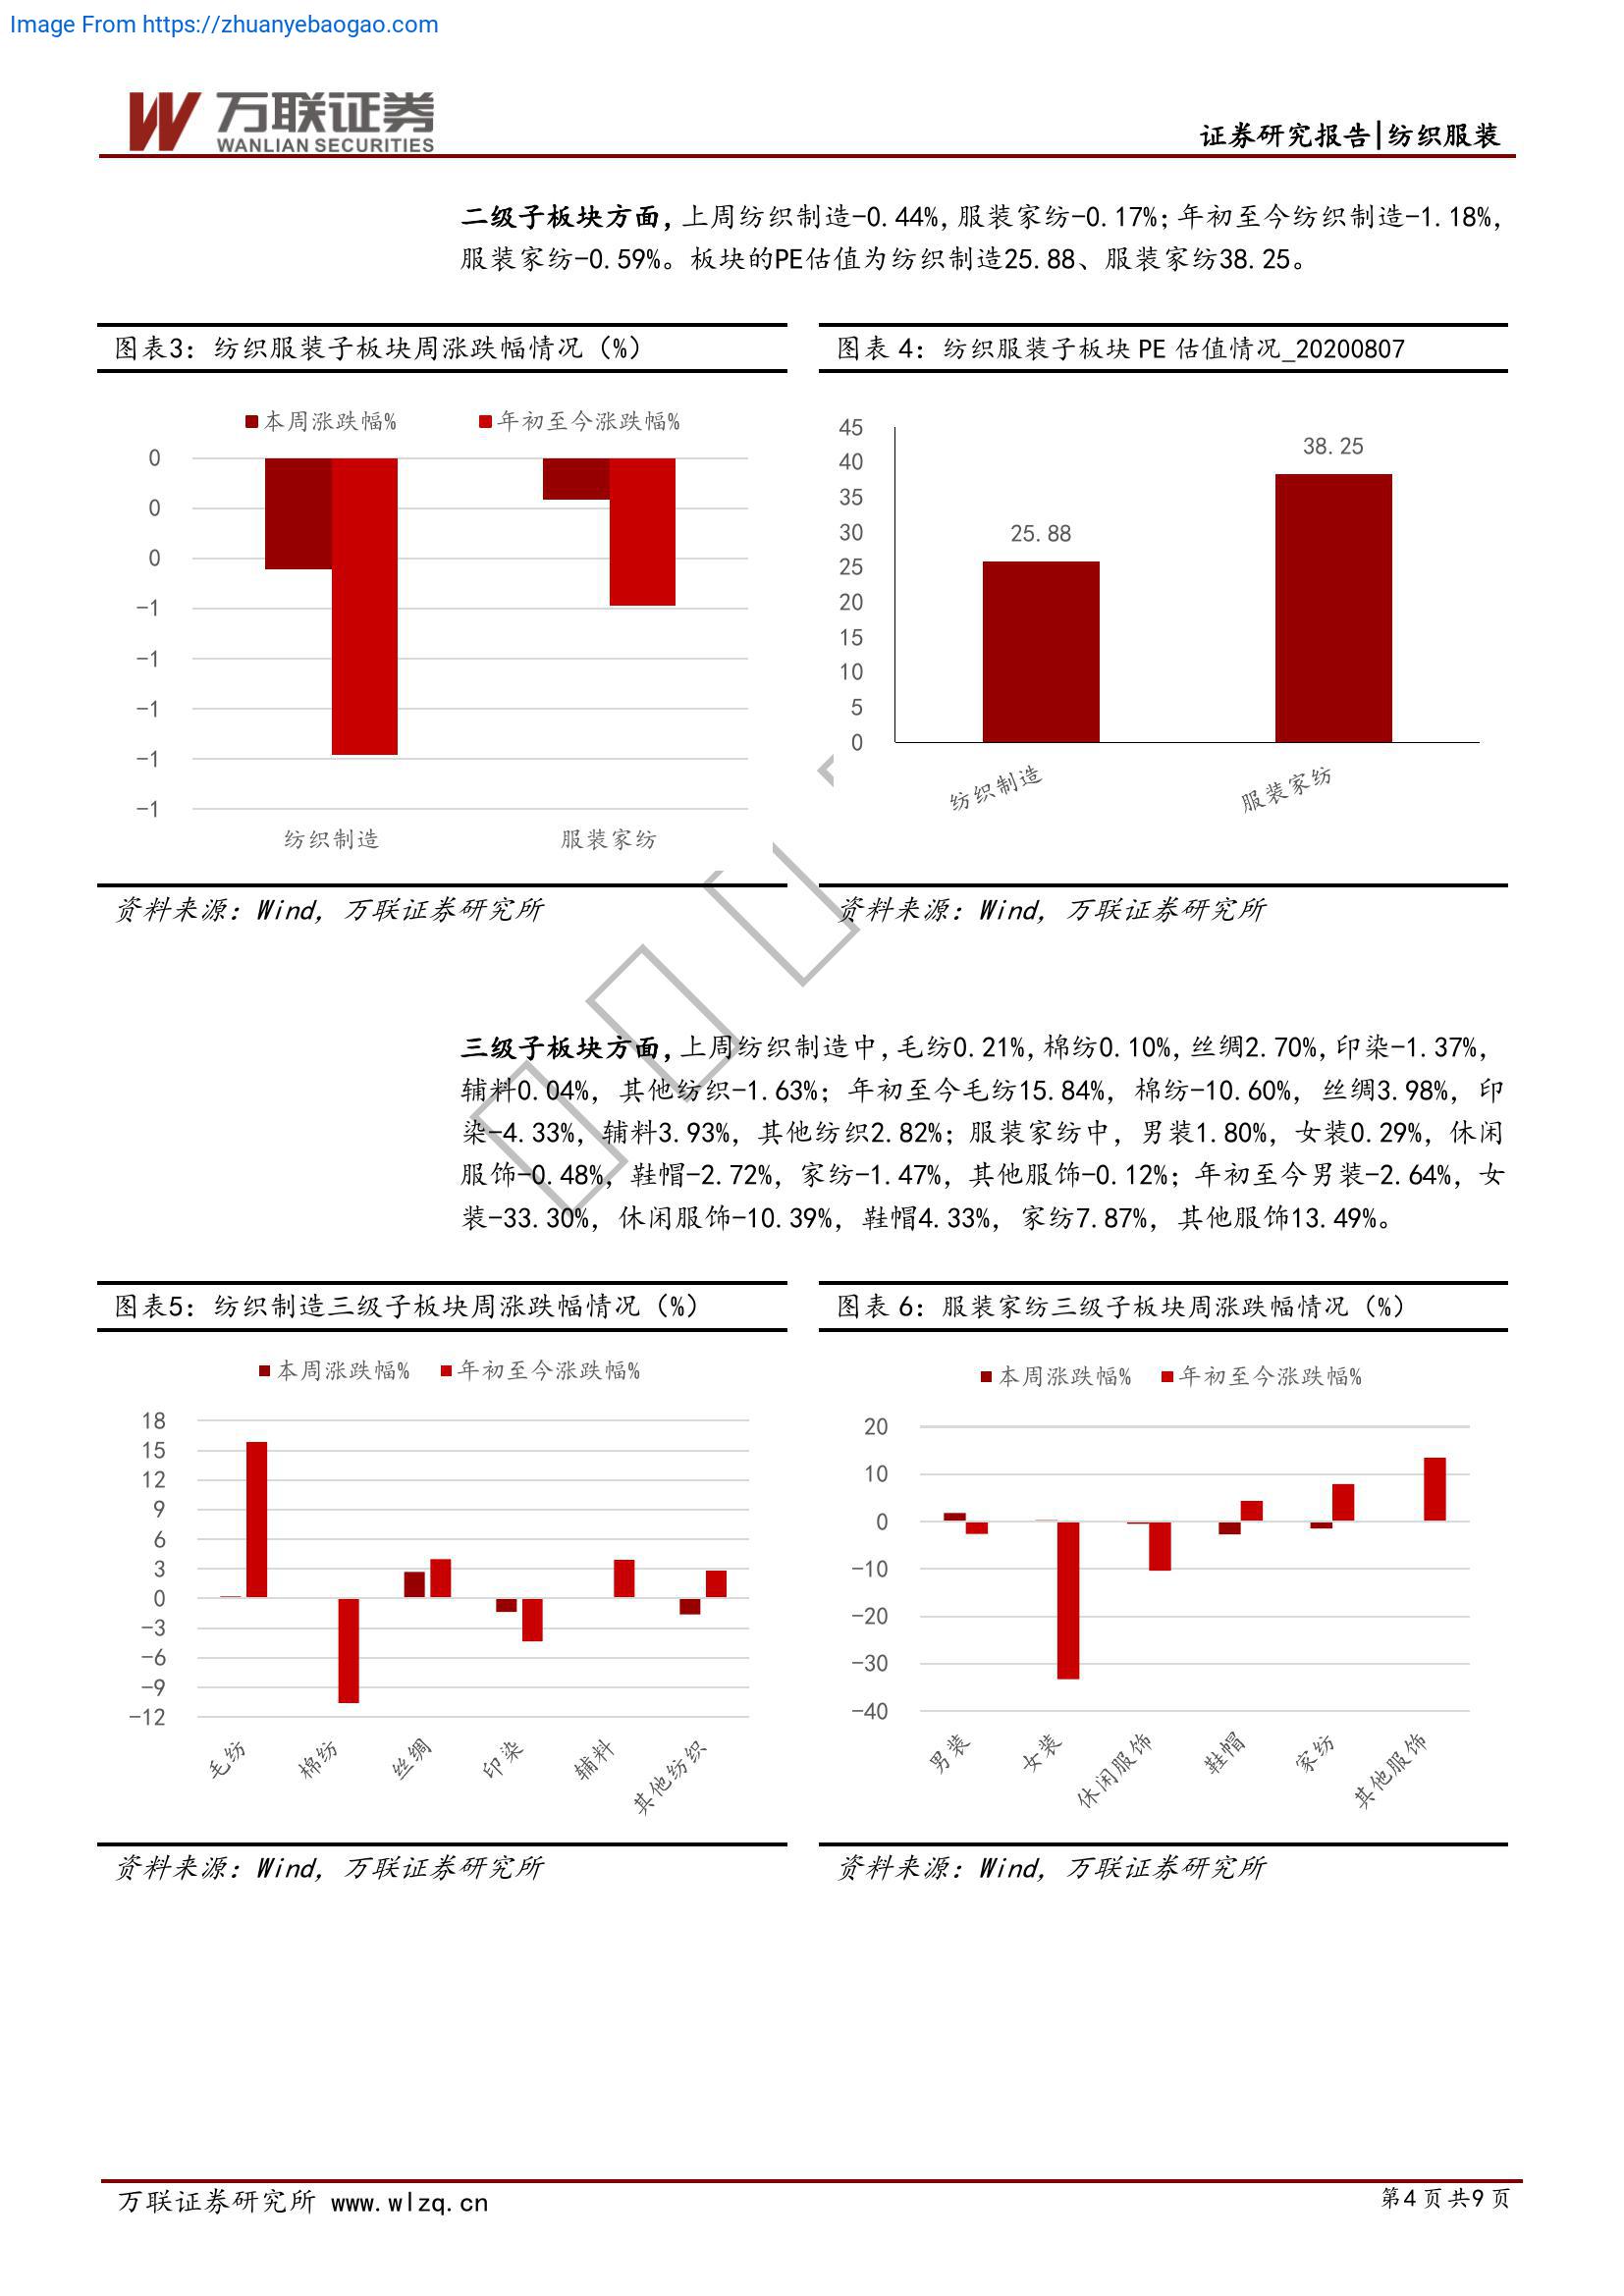 Image From https://zhuanyebaogao.com
万联证券
WANLIAN SECURITIES
证券研究报告|纺织服装
二级子板块方面，上周纺织制造-0.44%，服装家纺-0.17%；年初至今纺织制造-1.18%，
服装家纺-0.59%。板块的PE估值为纺织制造25.88、服装家纺38.25。
图表3：纺织服装子板块周涨跌幅情况（%）
本周涨跌幅% 年初至今涨跌幅%
0
0
0
-1
-1
-1
-1
-1
纺织制造 服装家纺
资料来源：Wind，万联证券研究所
图表 4：纺织服装子板块 PE 估值情况_20200807
45
40
35
30
25
20
15
10
5
0
25.88
38.25
纺织制造 服装家纺
资料来源：Wind，万联证券研究所
三级子板块方面，上周纺织制造中，毛纺0.21%，棉纺0.10%，丝绸2.70%，印染-1.37%，
辅料0.04%，其他纺织-1.63%；年初至今毛纺15.84%，棉纺-10.60%，丝绸3.98%，印
染-4.33%，辅料3.93%，其他纺织2.82%；服装家纺中，男装1.80%，女装0.29%，休闲
服饰-0.48%，鞋帽-2.72%，家纺-1.47%，其他服饰-0.12%；年初至今男装-2.64%，女
装-33.30%，休闲服饰-10.39%，鞋帽4.33%，家纺7.87%，其他服饰13.49%。
图表5：纺织制造三级子板块周涨跌幅情况（%）
本周涨跌幅% 年初至今涨跌幅%
18
15
12
9
6
3
0
-3
-6
-9
-12
毛纺 棉纺 丝绸 印染 辅料 其他纺织
资料来源：Wind，万联证券研究所
图表 6：服装家纺三级子板块周涨跌幅情况（%）
本周涨跌幅% 年初至今涨跌幅%
20
10
0
-10
-20
-30
-40
男装 女装 休闲服饰 鞋帽 家纺 其他服饰
资料来源：Wind，万联证券研究所
万联证券研究所 www.wlzq.cn
第4页共9页